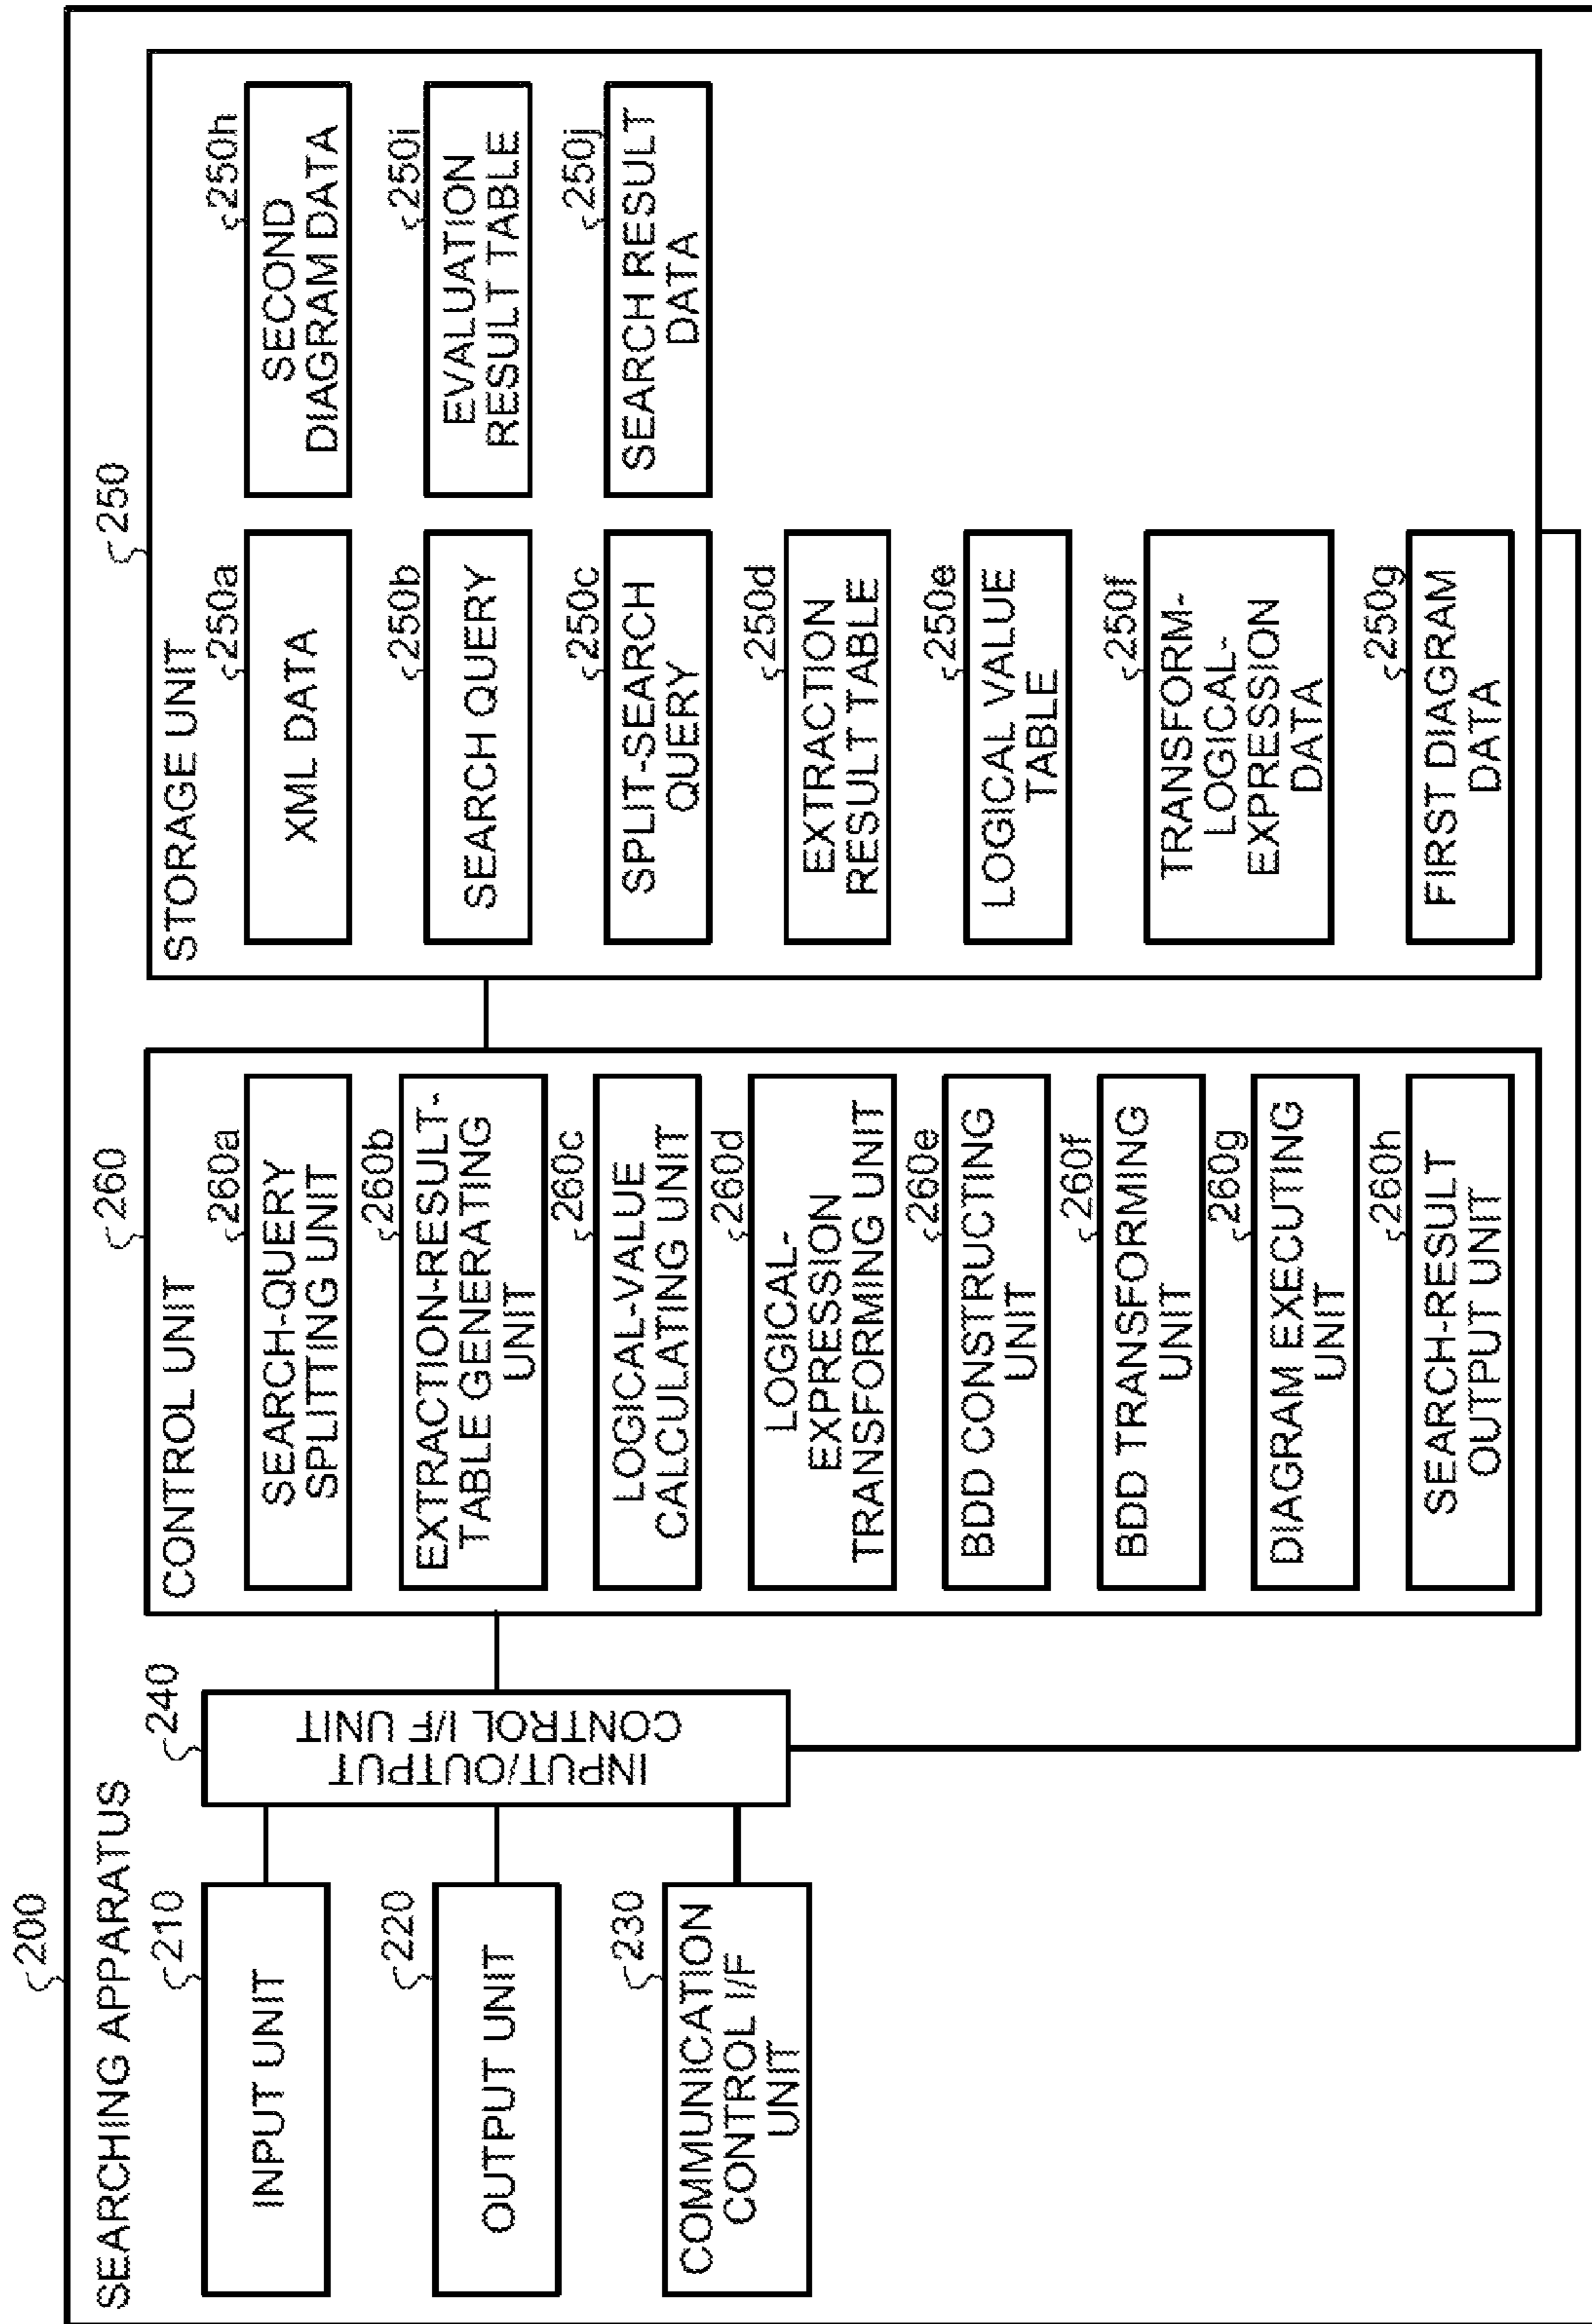 200
SEARCHING APPARATUS
210
INPUT UNIT
220
OUTPUT UNIT
230
COMMUNICATION
CONTROL I/F
UNIT
240
INPUT/OUTPUT
CONTROL I/F UNIT
260
CONTROL UNIT
260a
SEARCH-QUERY
SPLITTING UNIT
260b
EXTRACTION-RESULT-
TABLE GENERATING
UNIT
260c
LOGICAL-VALUE
CALCULATING UNIT
260d
LOGICAL-
EXPRESSION
TRANSFORMING UNIT
260e
BDD CONSTRUCTING
UNIT
260f
BDD TRANSFORMING
UNIT
260g
DIAGRAM EXECUTING
UNIT
260h
SEARCH-RESULT
OUTPUT UNIT
250
STORAGE UNIT
250a
XML DATA
250b
SEARCH QUERY
250c
SPLIT-SEARCH
QUERY
250d
EXTRACTION
RESULT TABLE
250e
LOGICAL VALUE
TABLE
250f
TRANSFORM-
LOGICAL-
EXPRESSION
DATA
250g
FIRST DIAGRAM
DATA
250h
SECOND
DIAGRAM DATA
250i
EVALUATION
RESULT TABLE
250j
SEARCH RESULT
DATA